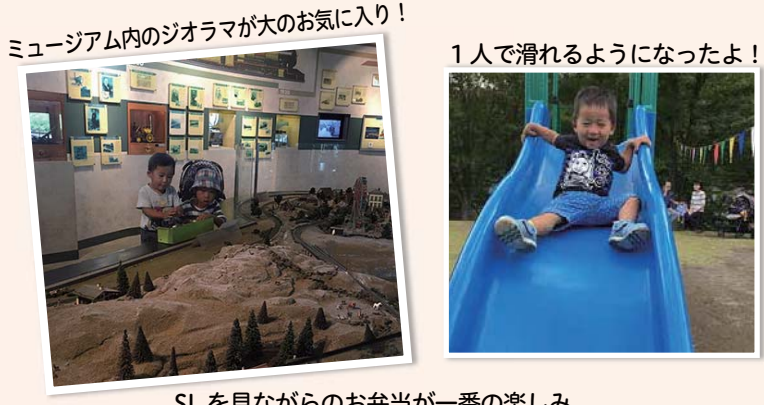 ミュージアム内のジオラマが大のお気に入り！
1人で滑れるようになったよ！
SLを見ながらのお弁当が一番の楽しみ